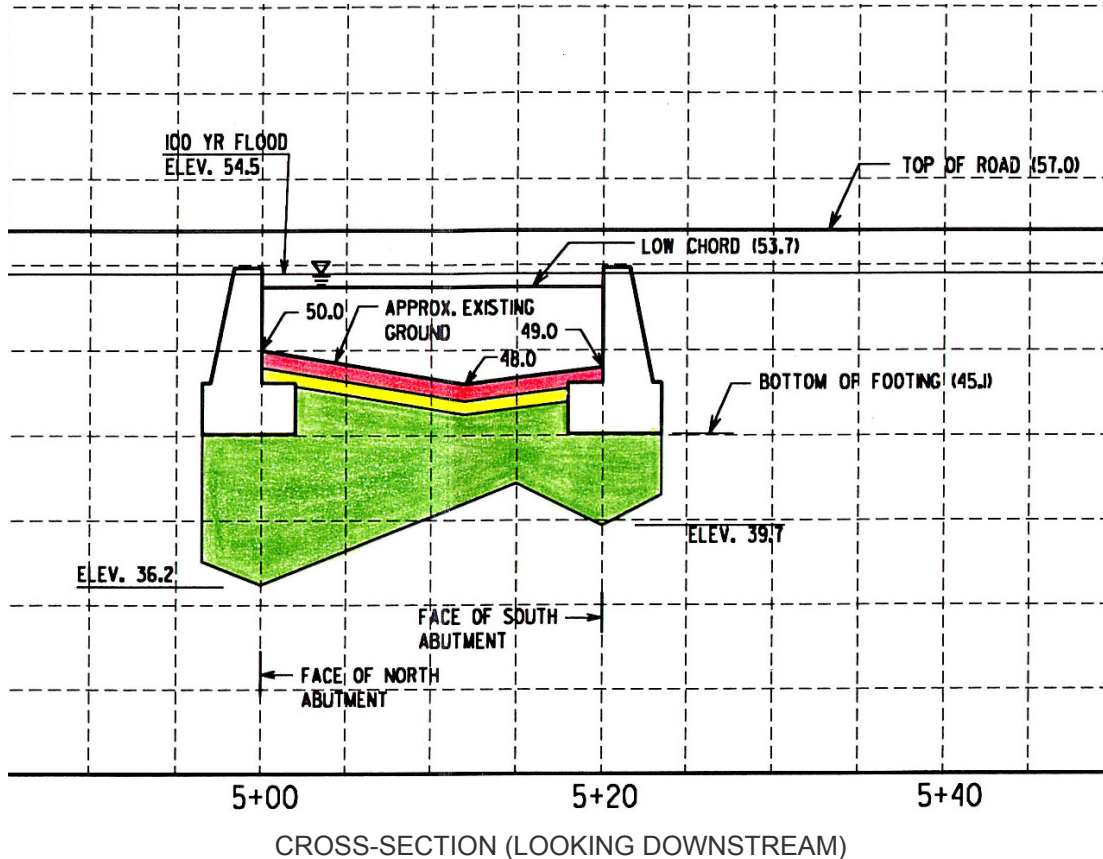 100 YR FLOOD
ELEV. 54.5
TOP OF ROAD (57.0)
LOW CHORD (53.7)
50.0
APPROX. EXISTING
GROUND
49.0
48.0
BOTTOM OF FOOTING (45.1)
ELEV. 39.7
ELEV. 36.2
FACE OF SOUTH
ABUTMENT
FACE OF NORTH
ABUTMENT
5+00
5+20
5+40
CROSS-SECTION (LOOKING DOWNSTREAM)